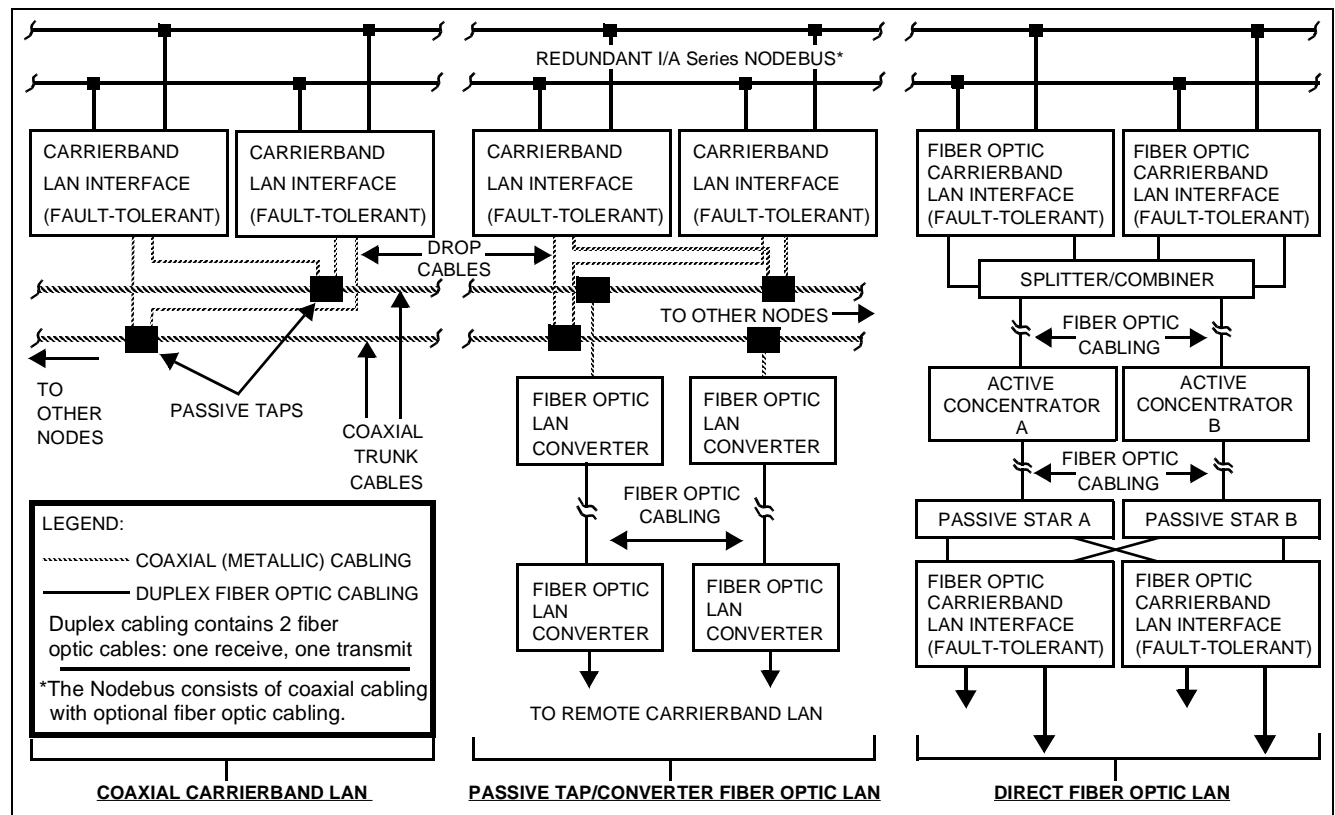 REDUNDANT I/A Series NODEBUS*
CARRIERBAND
LAN INTERFACE
(FAULT-TOLERANT)
CARRIERBAND
LAN INTERFACE
(FAULT-TOLERANT)
DROP
CABLES
TO
OTHER
NODES
PASSIVE TAPS
COAXIAL
TRUNK
CABLES
LEGEND:
COAXIAL (METALLIC) CABLING
DUPLEX FIBER OPTIC CABLING
Duplex cabling contains 2 fiber
optic cables: one receive, one transmit
*The Nodebus consists of coaxial cabling
with optional fiber optic cabling.
COAXIAL CARRIERBAND LAN
CARRIERBAND
LAN INTERFACE
(FAULT-TOLERANT)
CARRIERBAND
LAN INTERFACE
(FAULT-TOLERANT)
TO OTHER NODES
FIBER OPTIC
LAN
CONVERTER
FIBER OPTIC
LAN
CONVERTER
FIBER OPTIC
CABLING
FIBER OPTIC
LAN
CONVERTER
FIBER OPTIC
LAN
CONVERTER
TO REMOTE CARRIERBAND LAN
PASSIVE TAP/CONVERTER FIBER OPTIC LAN
FIBER OPTIC
CARRIERBAND
LAN INTERFACE
(FAULT-TOLERANT)
FIBER OPTIC
CARRIERBAND
LAN INTERFACE
(FAULT-TOLERANT)
SPLITTER/COMBINER
FIBER OPTIC
CABLING
ACTIVE
CONCENTRATOR
A
ACTIVE
CONCENTRATOR
B
FIBER OPTIC
CABLING
PASSIVE STAR A
PASSIVE STAR B
FIBER OPTIC
CARRIERBAND
LAN INTERFACE
(FAULT-TOLERANT)
FIBER OPTIC
CARRIERBAND
LAN INTERFACE
(FAULT-TOLERANT)
DIRECT FIBER OPTIC LAN